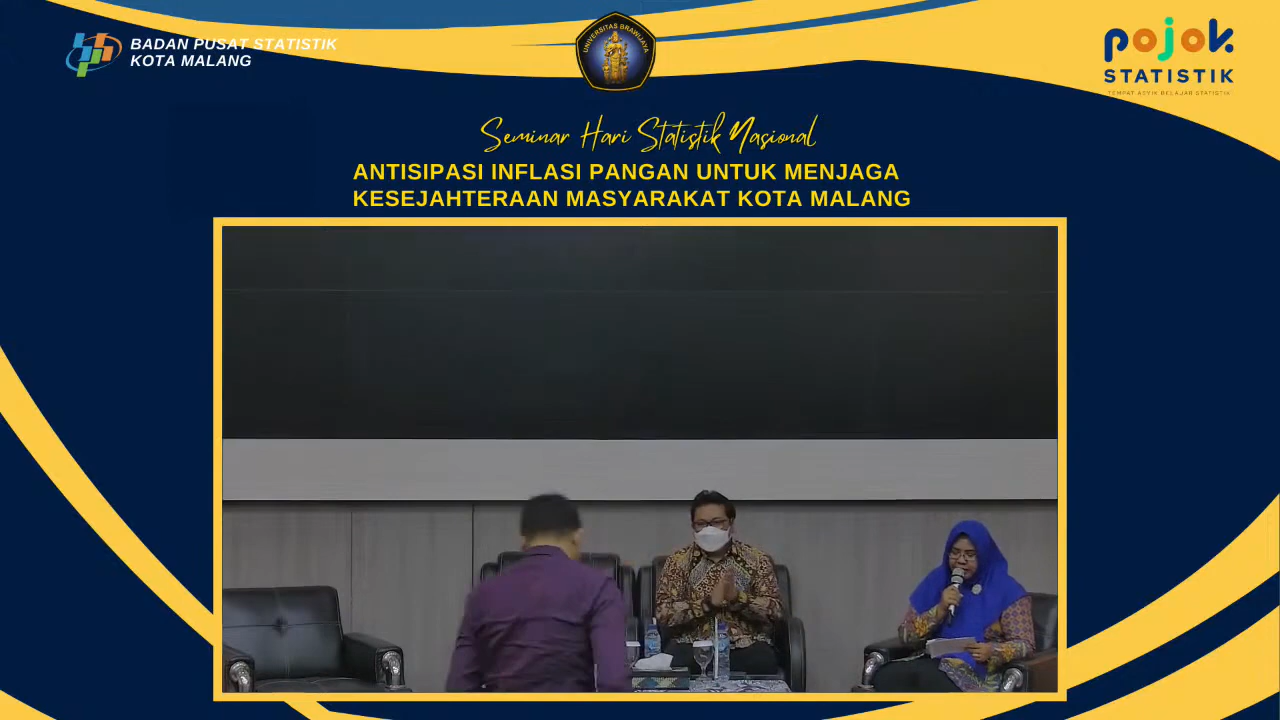 BADAN PUSAT STATISTIK
KOTA MALANG
UNIVERSITAS BRAWIJAYA
pojok
STATISTIK
TEMPAT ASYIK BELAJAR STATISTIK
Seminar Hari Statistik Nasional
ANTISIPASI INFLASI PANGAN UNTUK MENJAGA
KESEJAHTERAAN MASYARAKAT KOTA MALANG